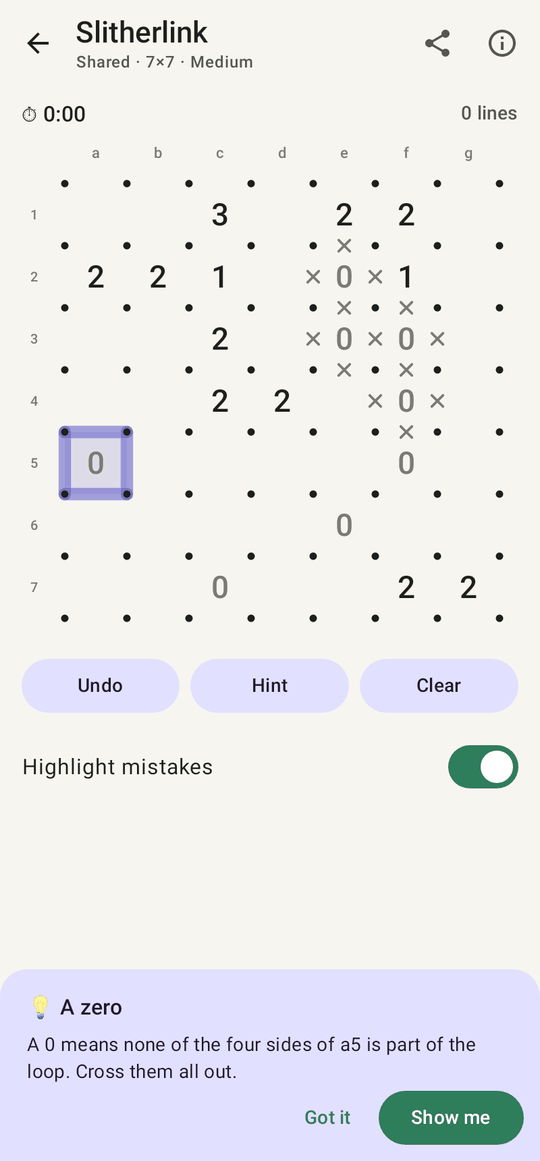 Slitherlink
Shared · 7×7 · Medium
⏱ 0:00
0 lines
a b c d e f g
1 3 2 2
2 2 2 1 0 1
3 2 0 0
4 2 2 0
5 0 0
6 0
7 0 2 2
Undo Hint Clear
Highlight mistakes
💡 A zero
A 0 means none of the four sides of a5 is part of the
loop. Cross them all out.
Got it Show me